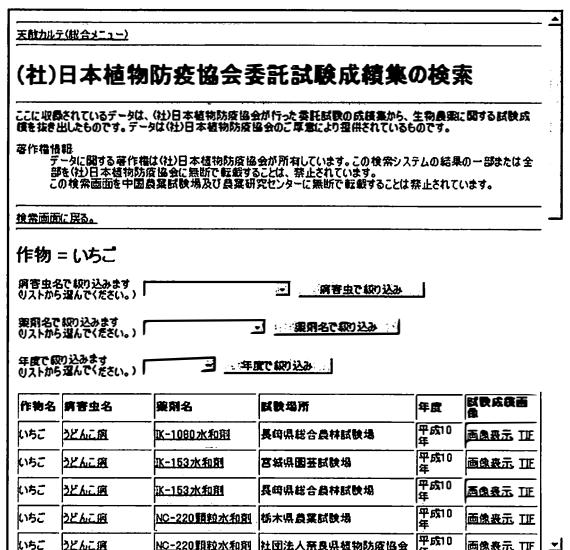 天敵カルテ(総合メニュー)
(社)日本植物防疫協会委託試験成績集の検索
ここに収録されているデータは、(社)日本植物防疫協会が行った委託試験の成績集から、生物農薬に関する試験成
績を抜き出したものです。データは(社)日本植物防疫協会のご厚意により提供されているものです。
著作権情報
データに関する著作権は(社)日本植物防疫協会が所有しています。この検索システムの結果の一部または全
部を(社)日本植物防疫協会に無断で転載することは、禁止されています。
この検索画面を中国農業試験場及び農業研究センターに無断で転載することは禁止されています。
検索画面に戻る。
作物 = いちご
病害虫名で絞り込みます
(リストから選んでください。)
病害虫で絞り込み
薬剤名で絞り込みます
(リストから選んでください。)
薬剤名で絞り込み
年度で絞り込みます
(リストから選んでください。)
年度で絞り込み
作物名 病害虫名 薬剤名 試験場所 年度 試験成績画像
いちご うどんこ病 IK-1080水和剤 長崎県総合農林試験場 平成10年 画像表示 TIF
いちご うどんこ病 IK-153水和剤 宮城県園芸試験場 平成10年 画像表示 TIF
いちご うどんこ病 IK-153水和剤 長崎県総合農林試験場 平成10年 画像表示 TIF
いちご うどんこ病 NC-220顆粒水和剤 栃木県農業試験場 平成10年 画像表示 TIF
いちご うどんこ病 NC-220顆粒水和剤 社団法人奈良県植物防疫協会 平成10年 画像表示 TIF